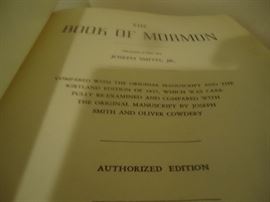 THE
BOOK OF MORMON
JOSEPH SMITH, JR.
COMPARED WITH THE ORIGINAL MANUSCRIPT AND THE
KIRTLAND EDITION OF 1837, WHICH WAS CARE-
FULLY RE-EXAMINED AND COMPARED WITH
THE ORIGINAL MANUSCRIPT BY JOSEPH
SMITH AND OLIVER COWDERY
AUTHORIZED EDITION